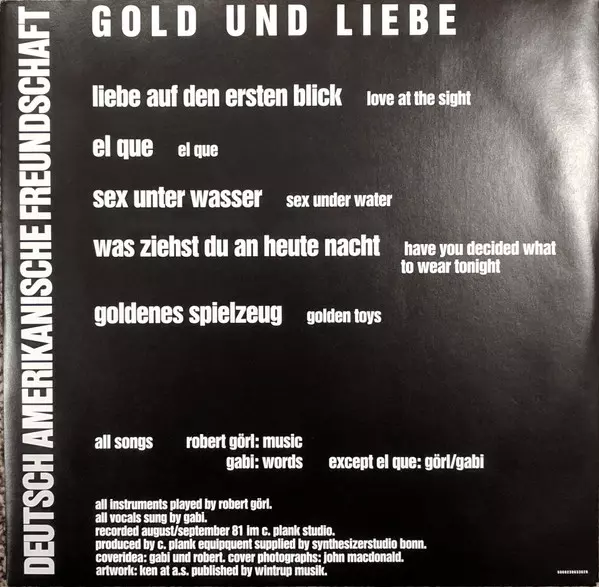 GOLD UND LIEBE
DEUTSCH AMERIKANISCHE FREUNDSCHAFT
liebe auf den ersten blick love at the sight
el que el que
sex unter wasser sex under water
was ziehst du an heute nacht have you decided what
to wear tonight
goldenes spielzeug golden toys
all songs robert görl: music
gabi: words except el que: görl/gabi
all instruments played by robert görl.
all vocals sung by gabi.
recorded august/september 81 im c. plank studio.
produced by c. plank equipquent supplied by synthesizerstudio bonn.
coveridea: gabi und robert. cover photographs: john macdonald.
artwork: ken at a.s. published by wintrup musik.